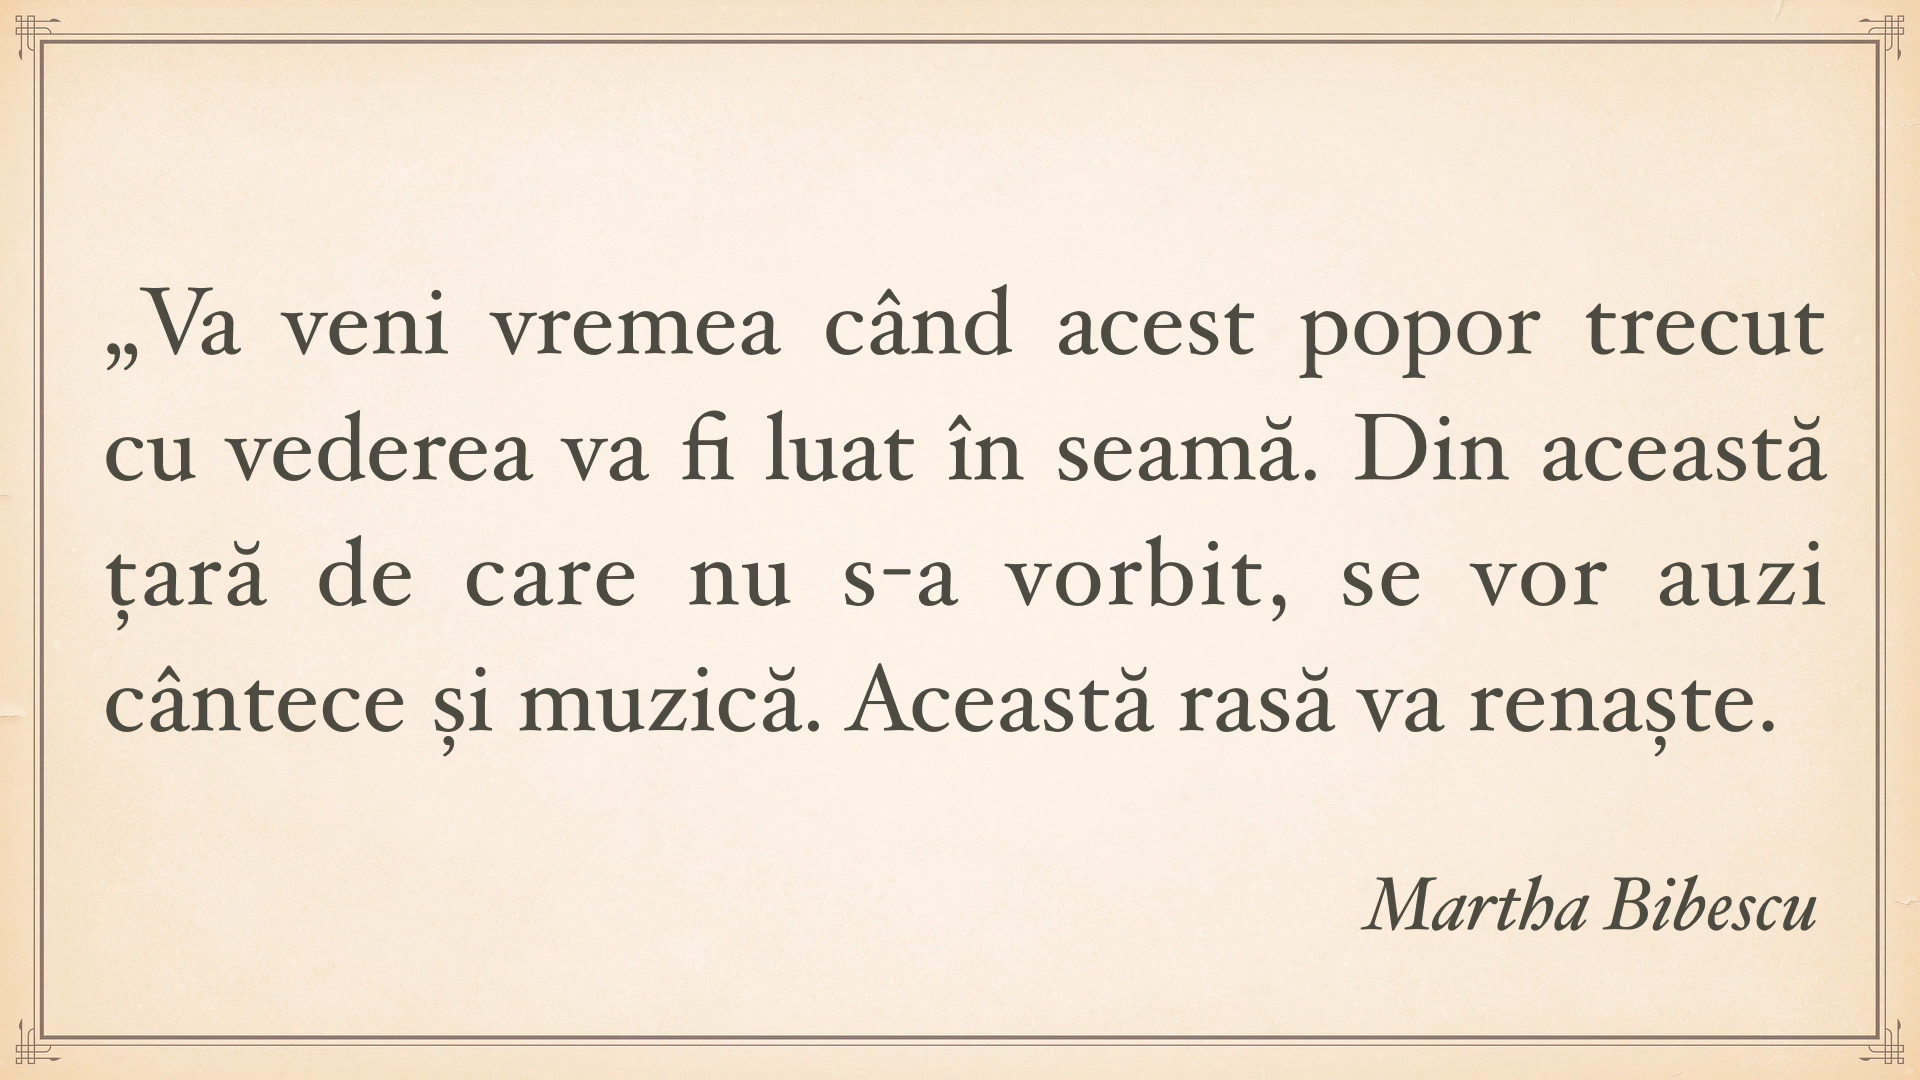 „Va veni vremea când acest popor trecut
cu vederea va fi luat în seamă. Din această
țară de care nu s-a vorbit, se vor auzi
cântece și muzică. Această rasă va renaște.
Martha Bibescu